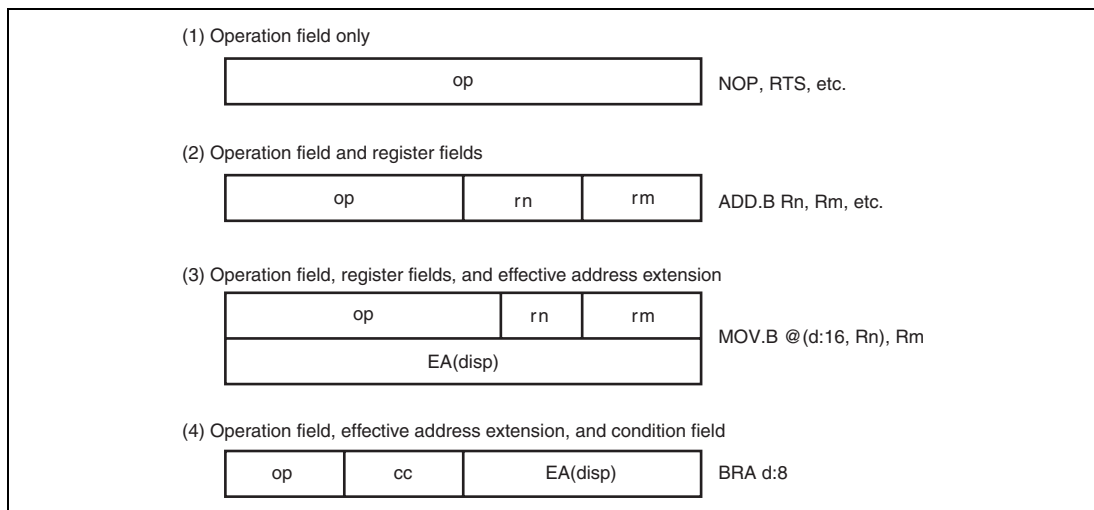 (1) Operation field only
op
NOP, RTS, etc.
(2) Operation field and register fields
op rn rm
ADD.B Rn, Rm, etc.
(3) Operation field, register fields, and effective address extension
op rn rm
MOV.B @(d:16, Rn), Rm
EA(disp)
(4) Operation field, effective address extension, and condition field
op cc EA(disp)
BRA d:8